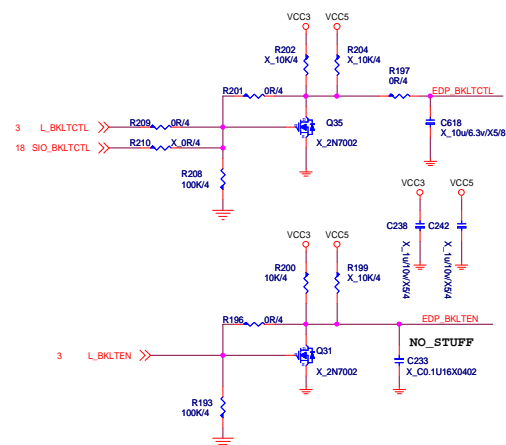 VCC3 VCC5
R202 R204
X_10K/4 X_10K/4
R197
0R/4
R201 0R/4 EDP_BKLTCTL
R209 0R/4
3 L_BKLTCTL
Q35
C618
X_10u/6.3v/X5/8
18 SIO_BKLTCTL R210 X_0R/4
X_2N7002
R208
100K/4
VCC3 VCC5
C238 C242
X_1u/10v/X5/4 X_1u/10v/X5/4
VCC3 VCC5
R200 R199
10K/4 X_10K/4
R196 0R/4 EDP_BKLTEN
NO_STUFF
3 L_BKLTEN
Q31
X_2N7002
C233
X_C0.1U16X0402
R193
100K/4